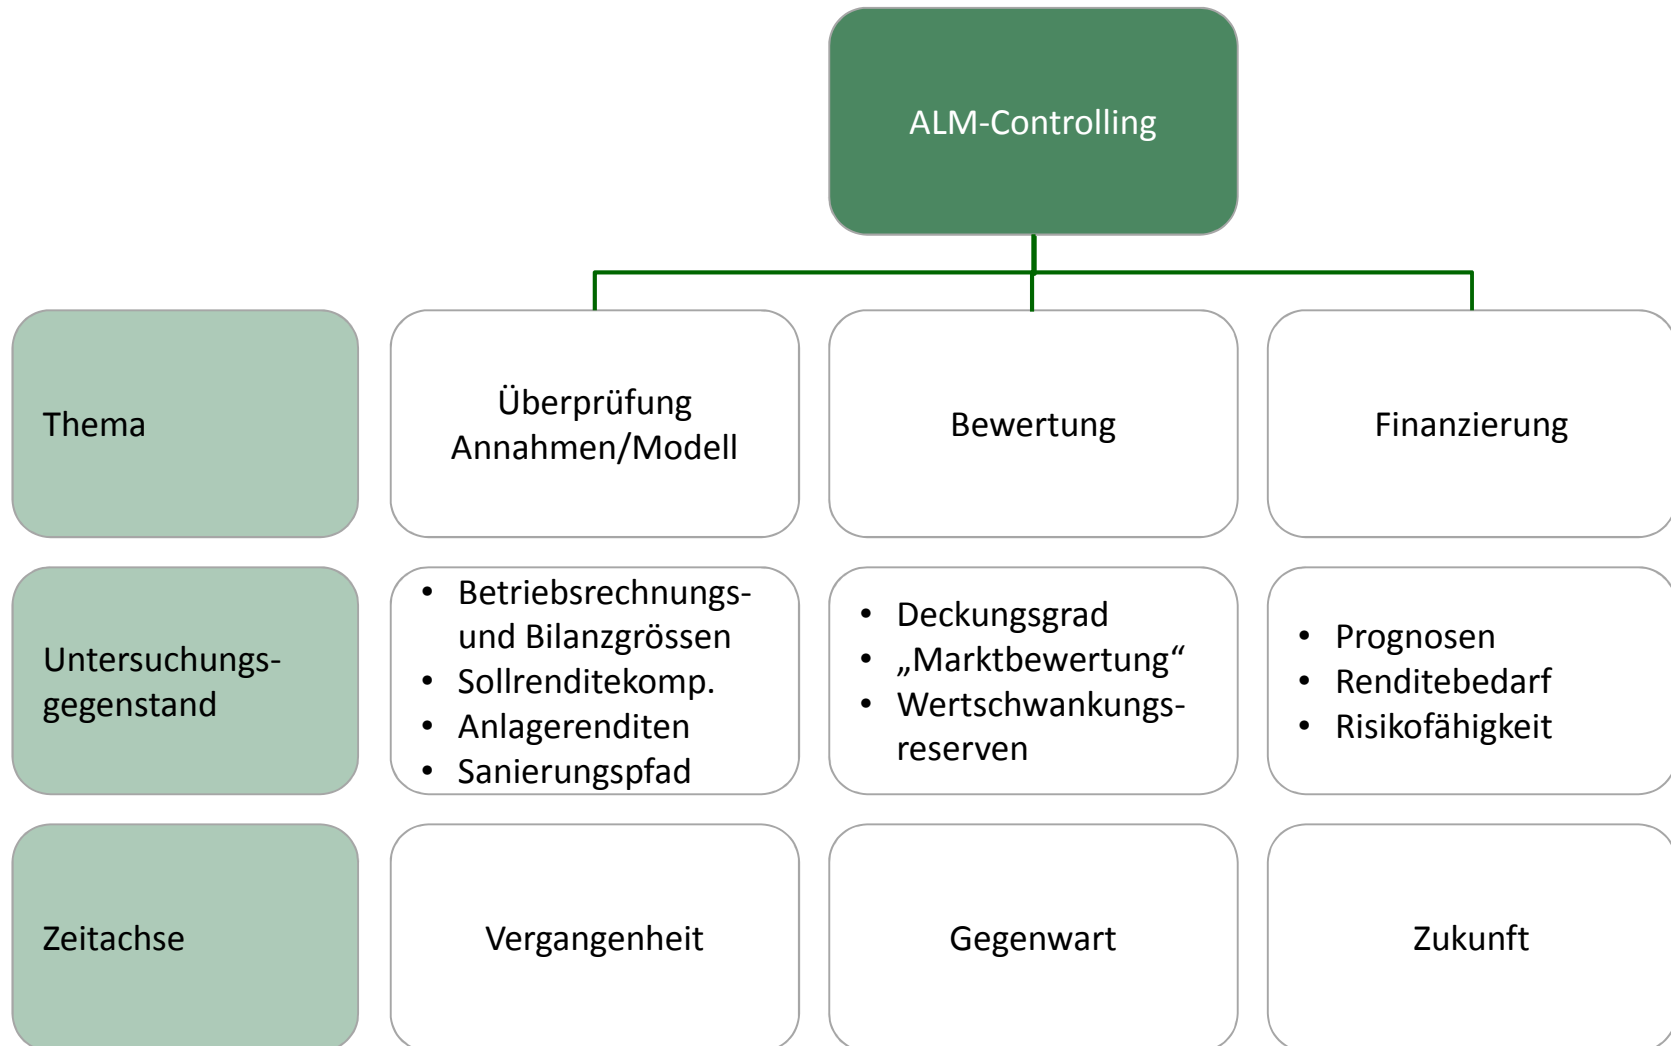 ALM-Controlling
Thema
Überprüfung
Annahmen/Modell
Bewertung
Finanzierung
Untersuchungs-
gegenstand
• Betriebsrechnungs-
und Bilanzgrössen
• Sollrenditekomp.
• Anlagerenditen
• Sanierungspfad
• Deckungsgrad
• „Marktbewertung“
• Wertschwankungs-
reserven
• Prognosen
• Renditebedarf
• Risikofähigkeit
Zeitachse
Vergangenheit
Gegenwart
Zukunft